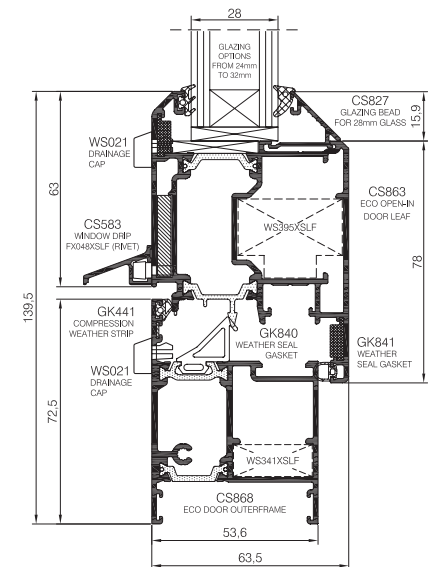 28
GLAZING
OPTIONS
FROM 24mm
TO 32mm
CS827
GLAZING BEAD
FOR 28mm GLASS
15,9
WS021
DRAINAGE
CAP
63
CS863
ECO OPEN-IN
DOOR LEAF
CS583
WINDOW DRIP
FX048XSLF (RIVET)
WS395XSLF
78
139,5
GK441
COMPRESSION
WEATHER STRIP
GK840
WEATHER SEAL
GASKET
GK841
WEATHER
SEAL GASKET
WS021
DRAINAGE
CAP
72,5
WS341XSLF
CS868
ECO DOOR OUTERFRAME
53,6
63,5